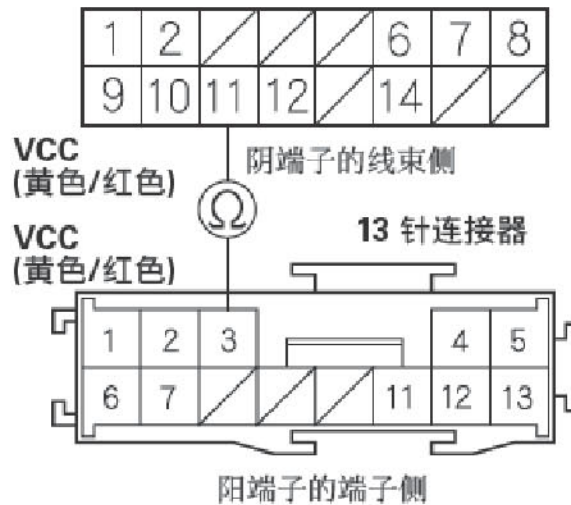 1 2 6 7 8
9 10 11 12 14
阴端子的线束侧
VCC
(黄色/红色)
Ω
VCC
(黄色/红色)
13 针连接器
1 2 3 4 5
6 7 11 12 13
阳端子的端子侧